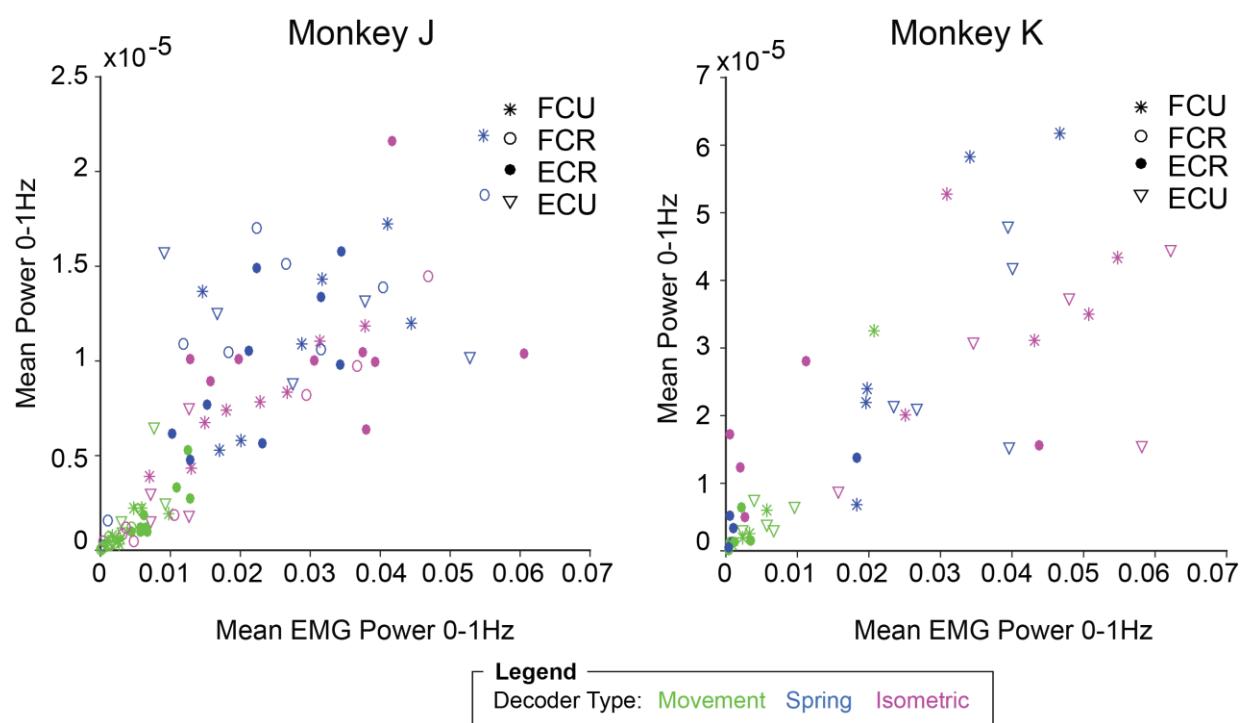 Monkey J
x10-5
2.5
2
1.5
1
0.5
0
Mean Power 0-1Hz
FCU
FCR
ECR
ECU
0 0.01 0.02 0.03 0.04 0.05 0.06 0.07
Mean EMG Power 0-1Hz
Monkey K
x10-5
7
6
5
4
3
2
1
0
Mean Power 0-1Hz
FCU
FCR
ECR
ECU
0 0.01 0.02 0.03 0.04 0.05 0.06 0.07
Mean EMG Power 0-1Hz
Legend
Decoder Type: Movement Spring Isometric